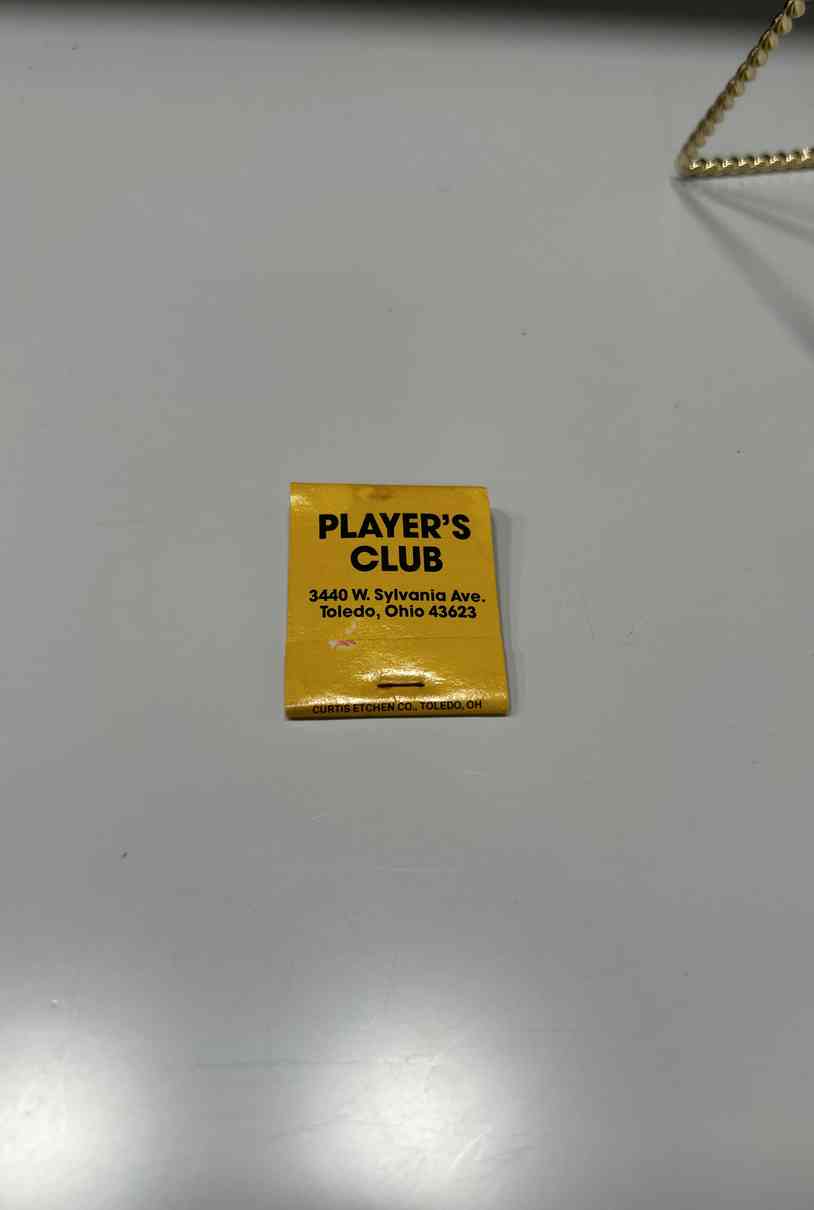 PLAYER'S
CLUB
3440 W. Sylvania Ave.
Toledo, Ohio 43623
CURTIS ETCHEN CO., TOLEDO, OH